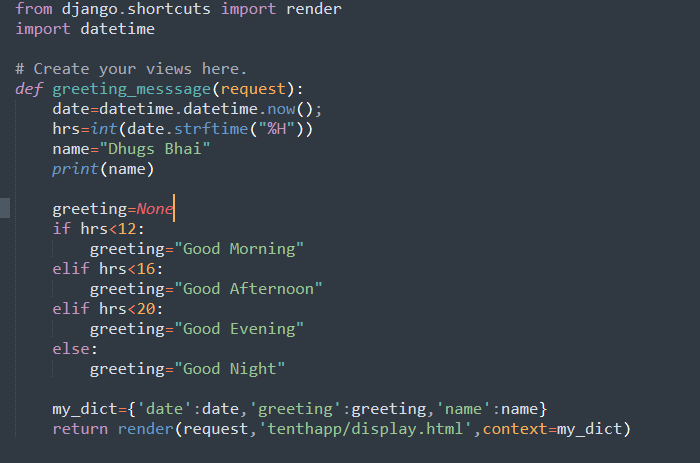 from django.shortcuts import render
import datetime

# Create your views here.
def greeting_messsage(request):
    date=datetime.datetime.now();
    hrs=int(date.strftime("%H"))
    name="Dhugs Bhai"
    print(name)

    greeting=None
    if hrs<12:
        greeting="Good Morning"
    elif hrs<16:
        greeting="Good Afternoon"
    elif hrs<20:
        greeting="Good Evening"
    else:
        greeting="Good Night"

    my_dict={'date':date,'greeting':greeting,'name':name}
    return render(request,'tenthapp/display.html',context=my_dict)